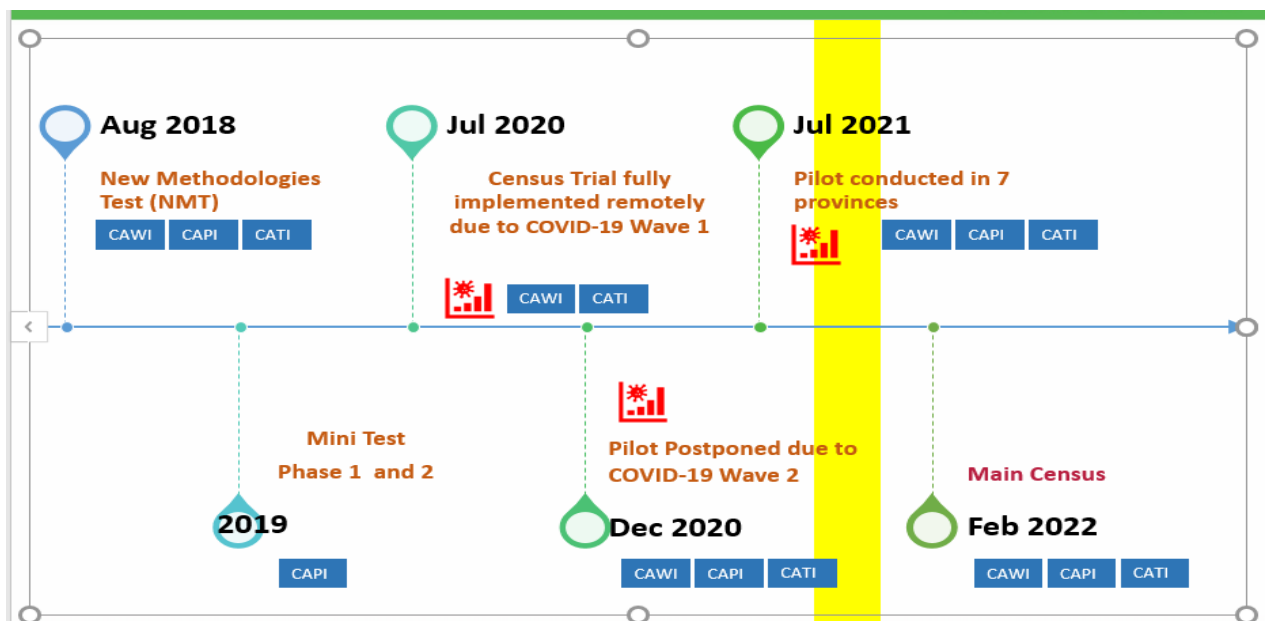 Aug 2018
New Methodologies
Test (NMT)
CAWI CAPI CATI
Jul 2020
Census Trial fully
implemented remotely
due to COVID-19 Wave 1
CAWI CATI
Jul 2021
Pilot conducted in 7
provinces
CAWI CAPI CATI
Mini Test
Phase 1 and 2
2019
CAPI
Pilot Postponed due to
COVID-19 Wave 2
Dec 2020
CAWI CAPI CATI
Main Census
Feb 2022
CAWI CAPI CATI